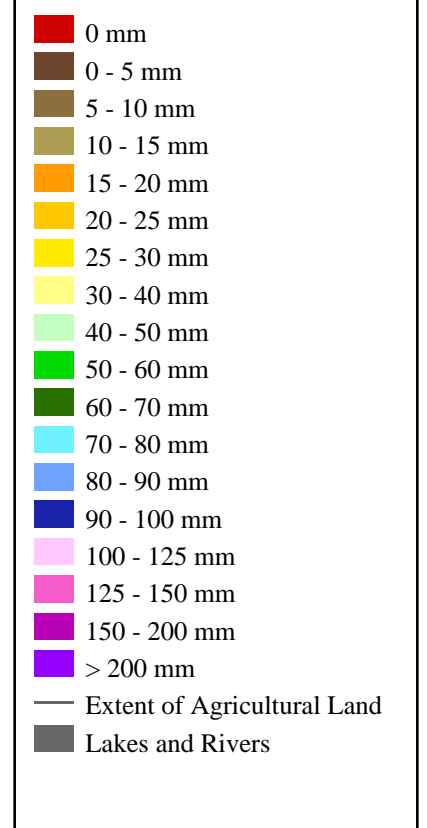 0 mm
0 - 5 mm
5 - 10 mm
10 - 15 mm
15 - 20 mm
20 - 25 mm
25 - 30 mm
30 - 40 mm
40 - 50 mm
50 - 60 mm
60 - 70 mm
70 - 80 mm
80 - 90 mm
90 - 100 mm
100 - 125 mm
125 - 150 mm
150 - 200 mm
> 200 mm
Extent of Agricultural Land
Lakes and Rivers